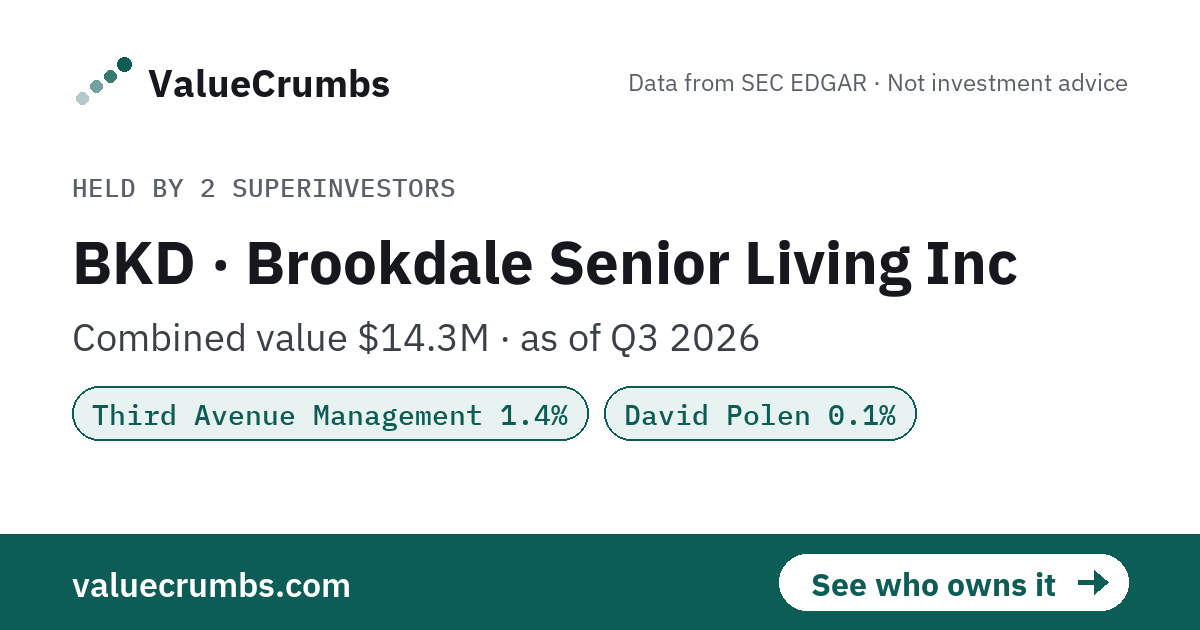 ValueCrumbs
Data from SEC EDGAR · Not investment advice
HELD BY 2 SUPERINVESTORS
BKD · Brookdale Senior Living Inc
Combined value $14.3M · as of Q3 2026
Third Avenue Management 1.4%
David Polen 0.1%
valuecrumbs.com
See who owns it →